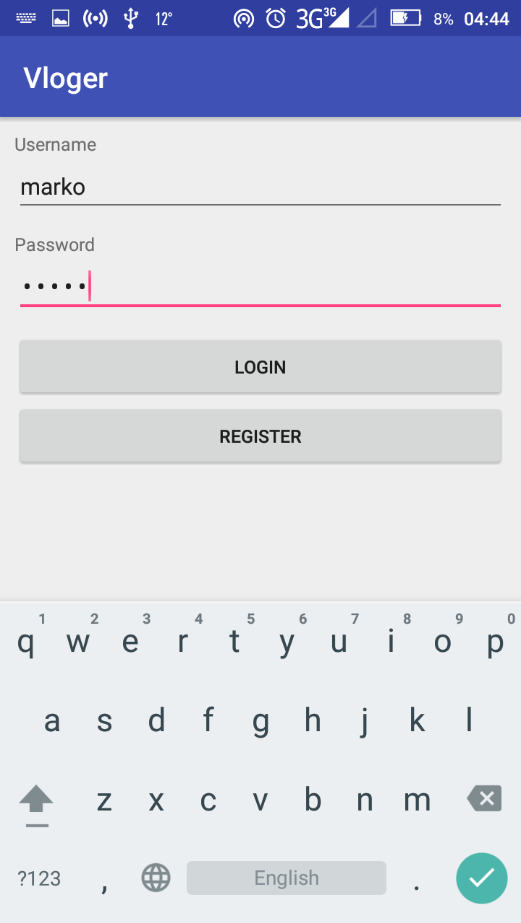 12° 3G 3G 8% 04:44
Vloger
Username
marko
Password
•••••
LOGIN
REGISTER
1 2 3 4 5 6 7 8 9 0
q w e r t y u i o p
a s d f g h j k l
z x c v b n m
?123 , English .